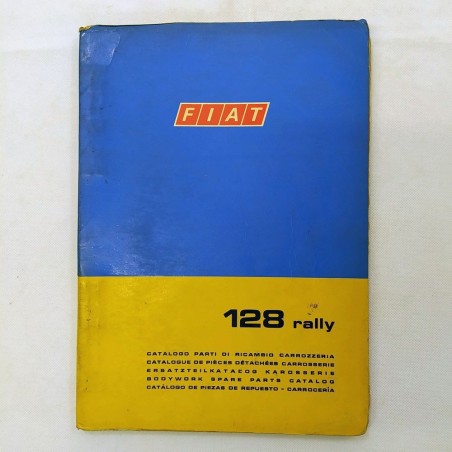 FIAT
128 rally
CATALOGO PARTI DI RICAMBIO CARROZZERIA
CATALOGUE DE PIÈCES DÉTACHÉES CARROSSERIE
ERSATZTEILKATALOG KAROSSERIE
BODYWORK SPARE PARTS CATALOG
CATÁLOGO DE PIEZAS DE REPUESTO - CARROCERÍA